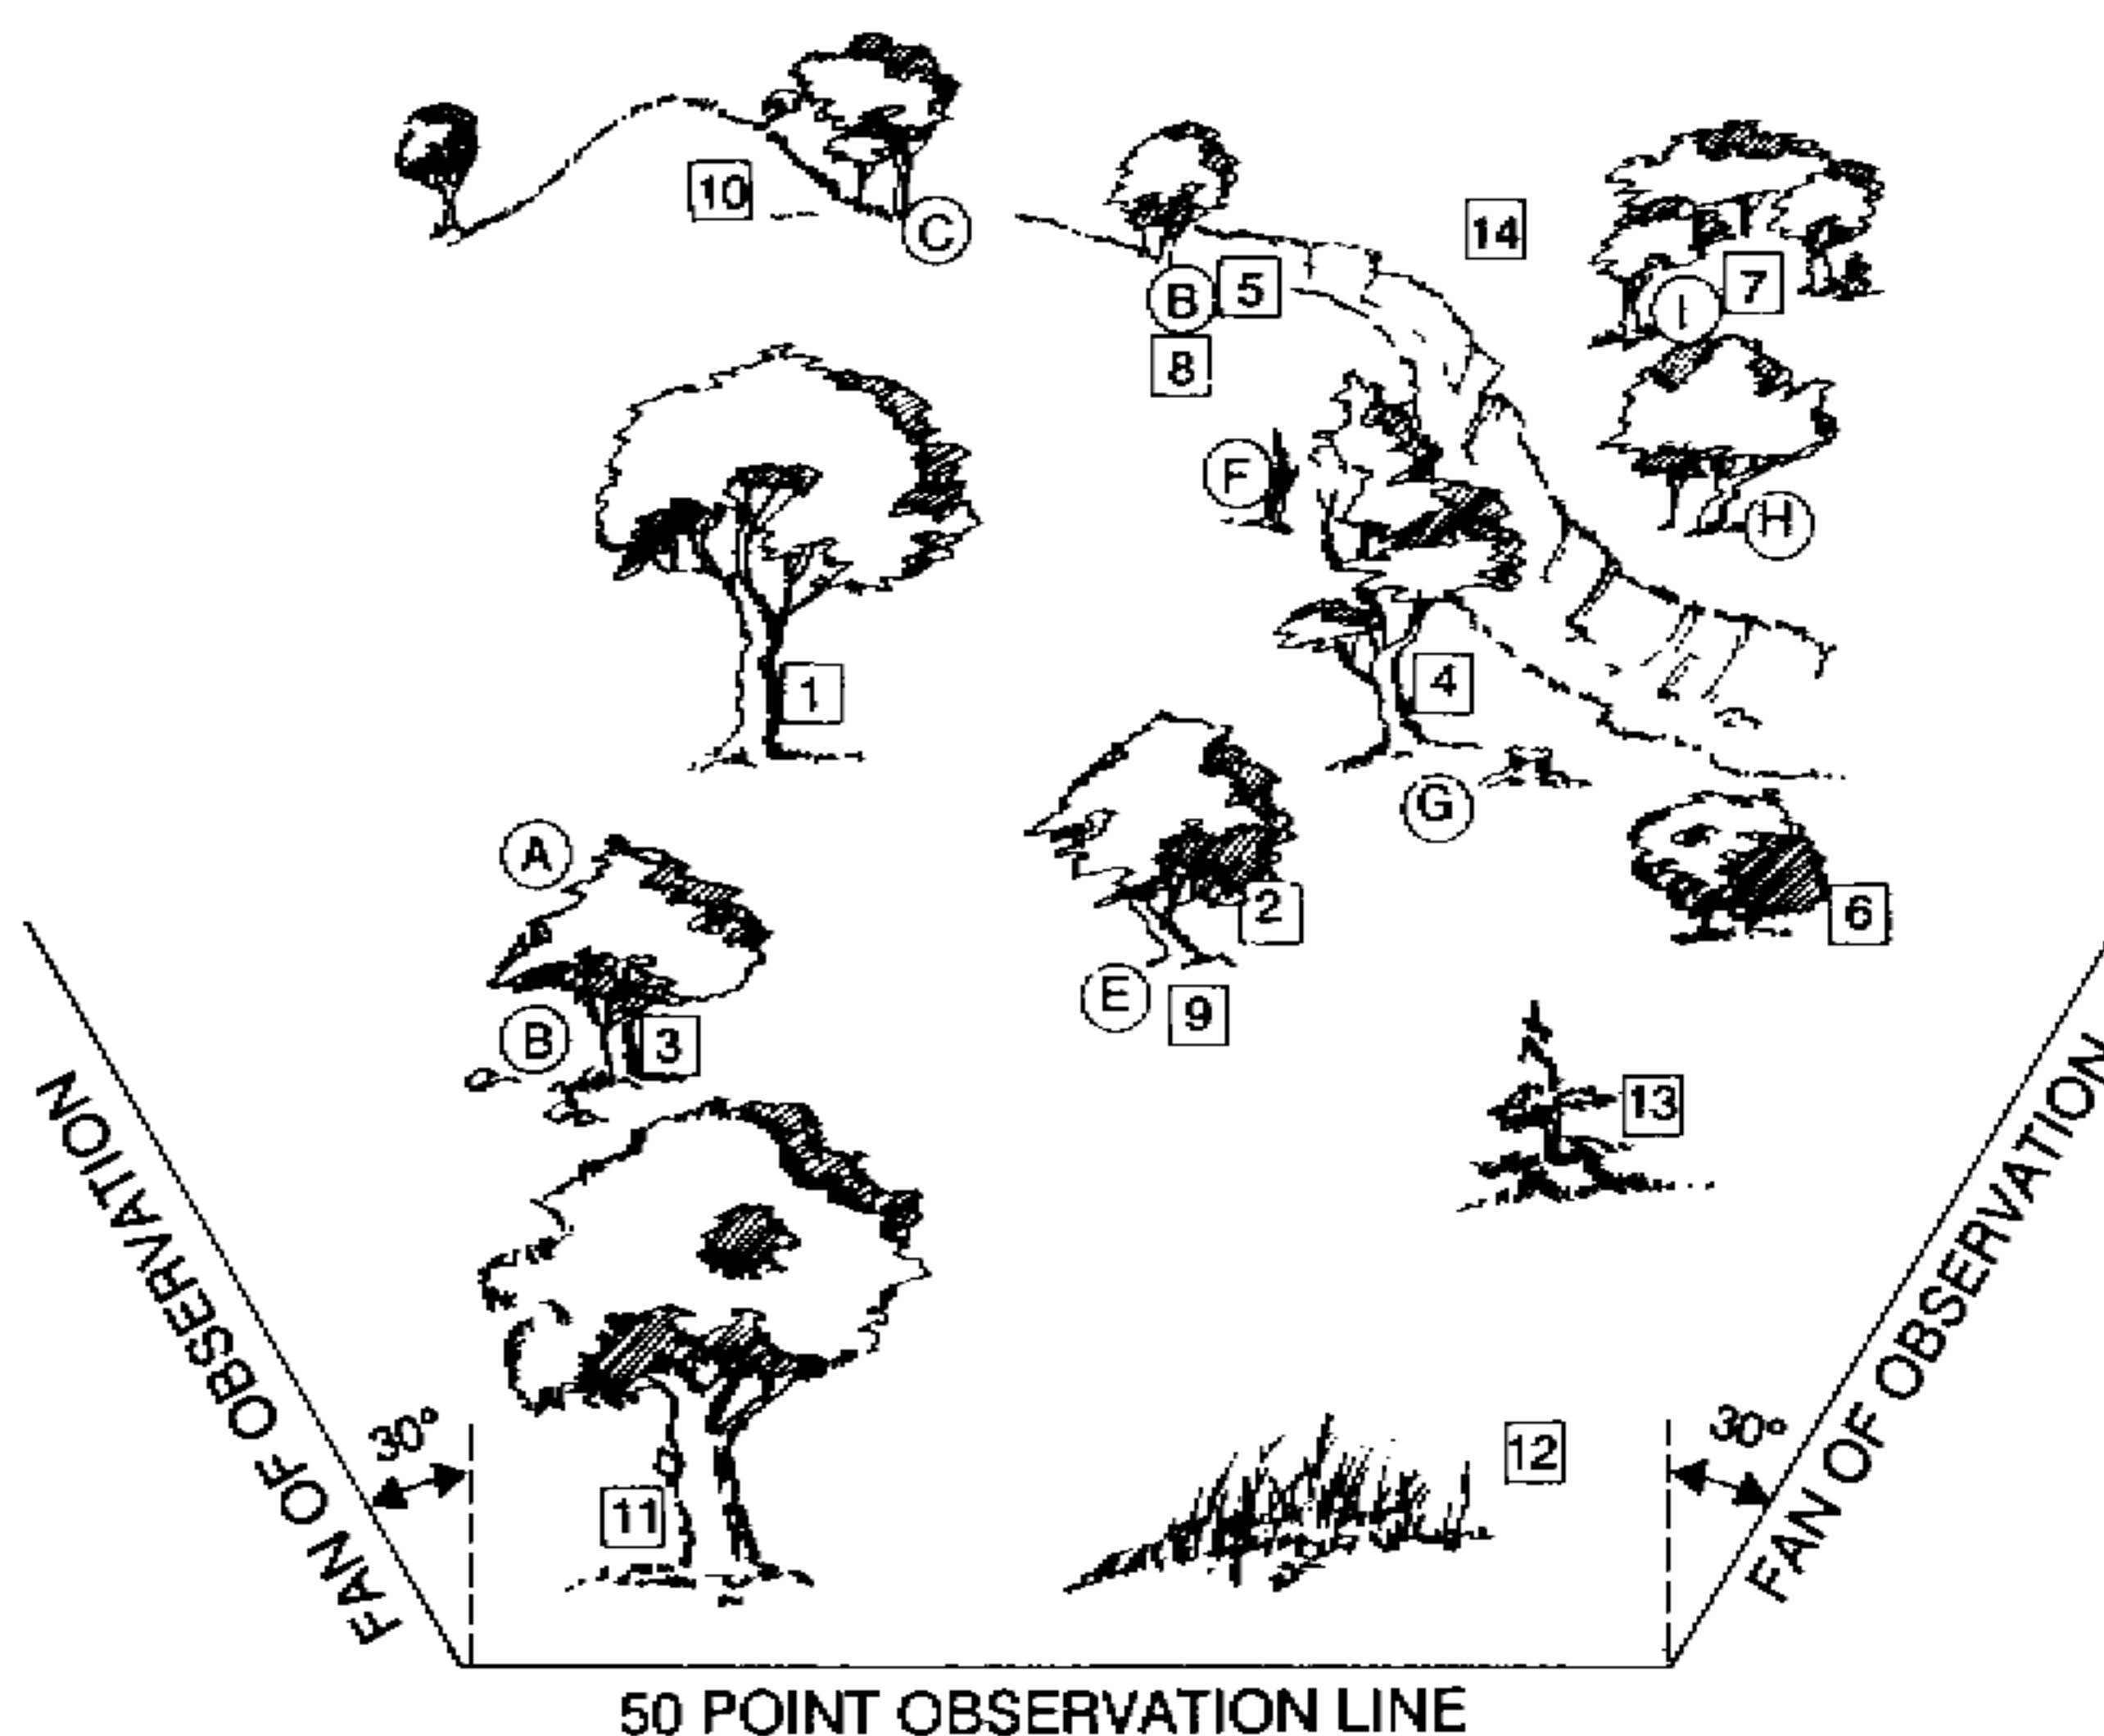 10
C
14
B
5
7
I
8
F
H
1
4
G
A
2
6
B
3
E
9
13
FAN OF OBSERVATION
FAN OF OBSERVATION
30°
30°
12
11
50 POINT OBSERVATION LINE